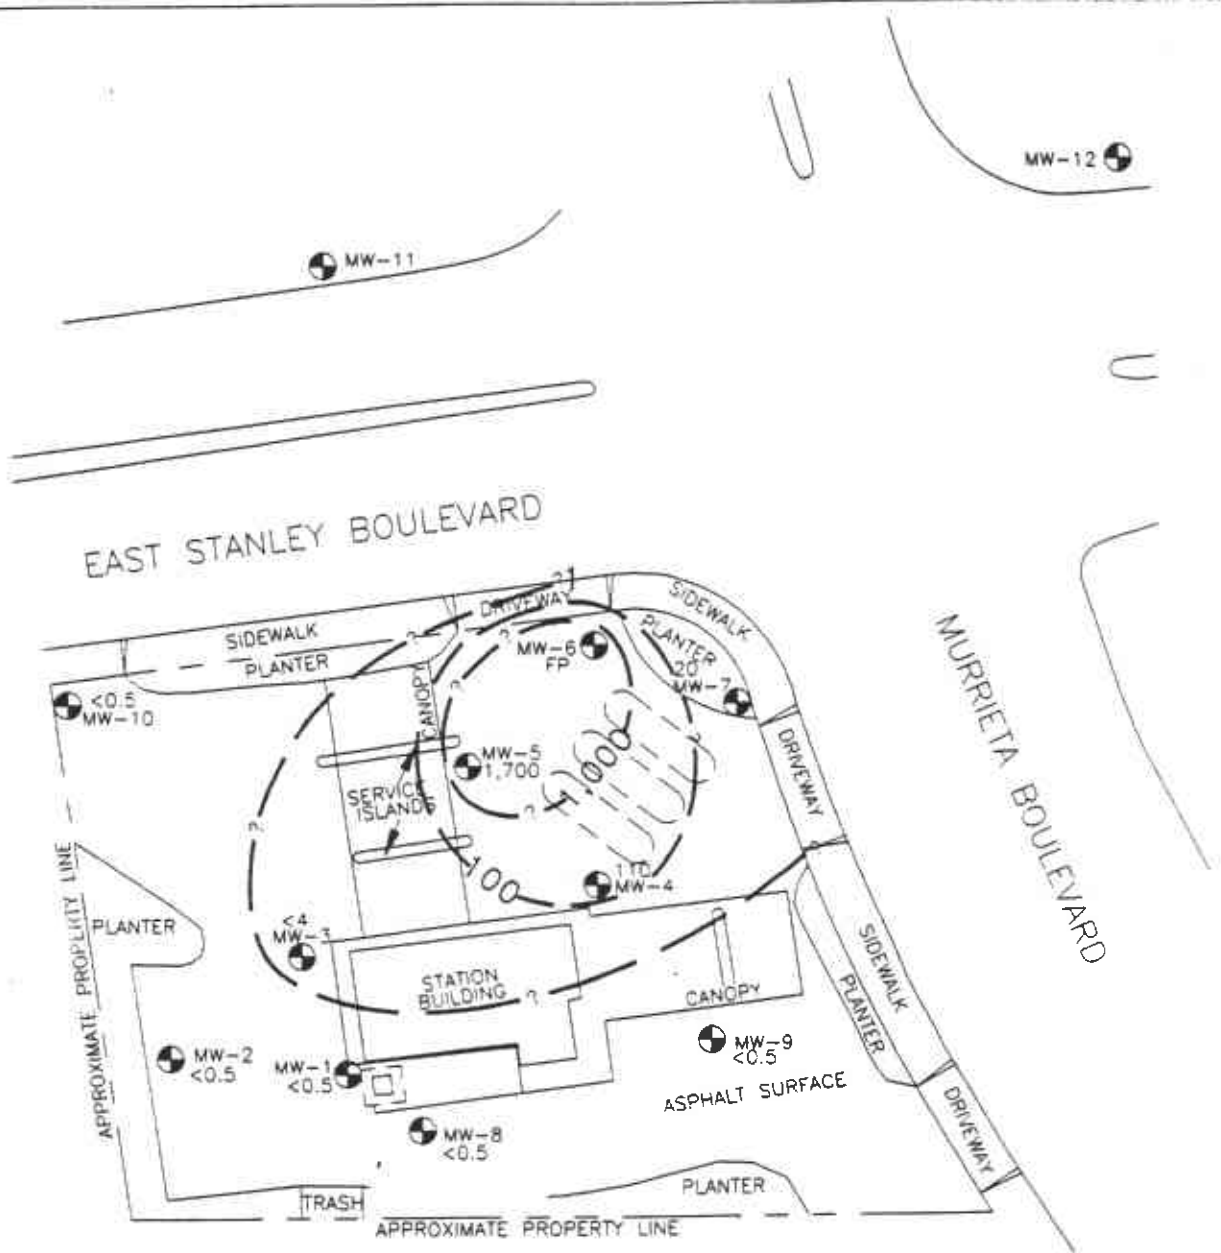 MW-12
MW-11
EAST STANLEY BOULEVARD
MURRIETA BOULEVARD
1
DRIVEWAY
SIDEWALK
SIDEWALK
PLANTER
PLANTER
MW-6
FP
20
MW-7
<0.5
MW-10
CANOPY
MW-5
1,700
1000
DRIVEWAY
SERVICE
ISLANDS
100
110
MW-4
PLANTER
<4
MW-3
STATION
BUILDING
CANOPY
SIDEWALK
PLANTER
APPROXIMATE PROPERTY LINE
MW-2
<0.5
MW-1
<0.5
MW-9
<0.5
ASPHALT SURFACE
MW-8
<0.5
DRIVEWAY
TRASH
PLANTER
APPROXIMATE PROPERTY LINE